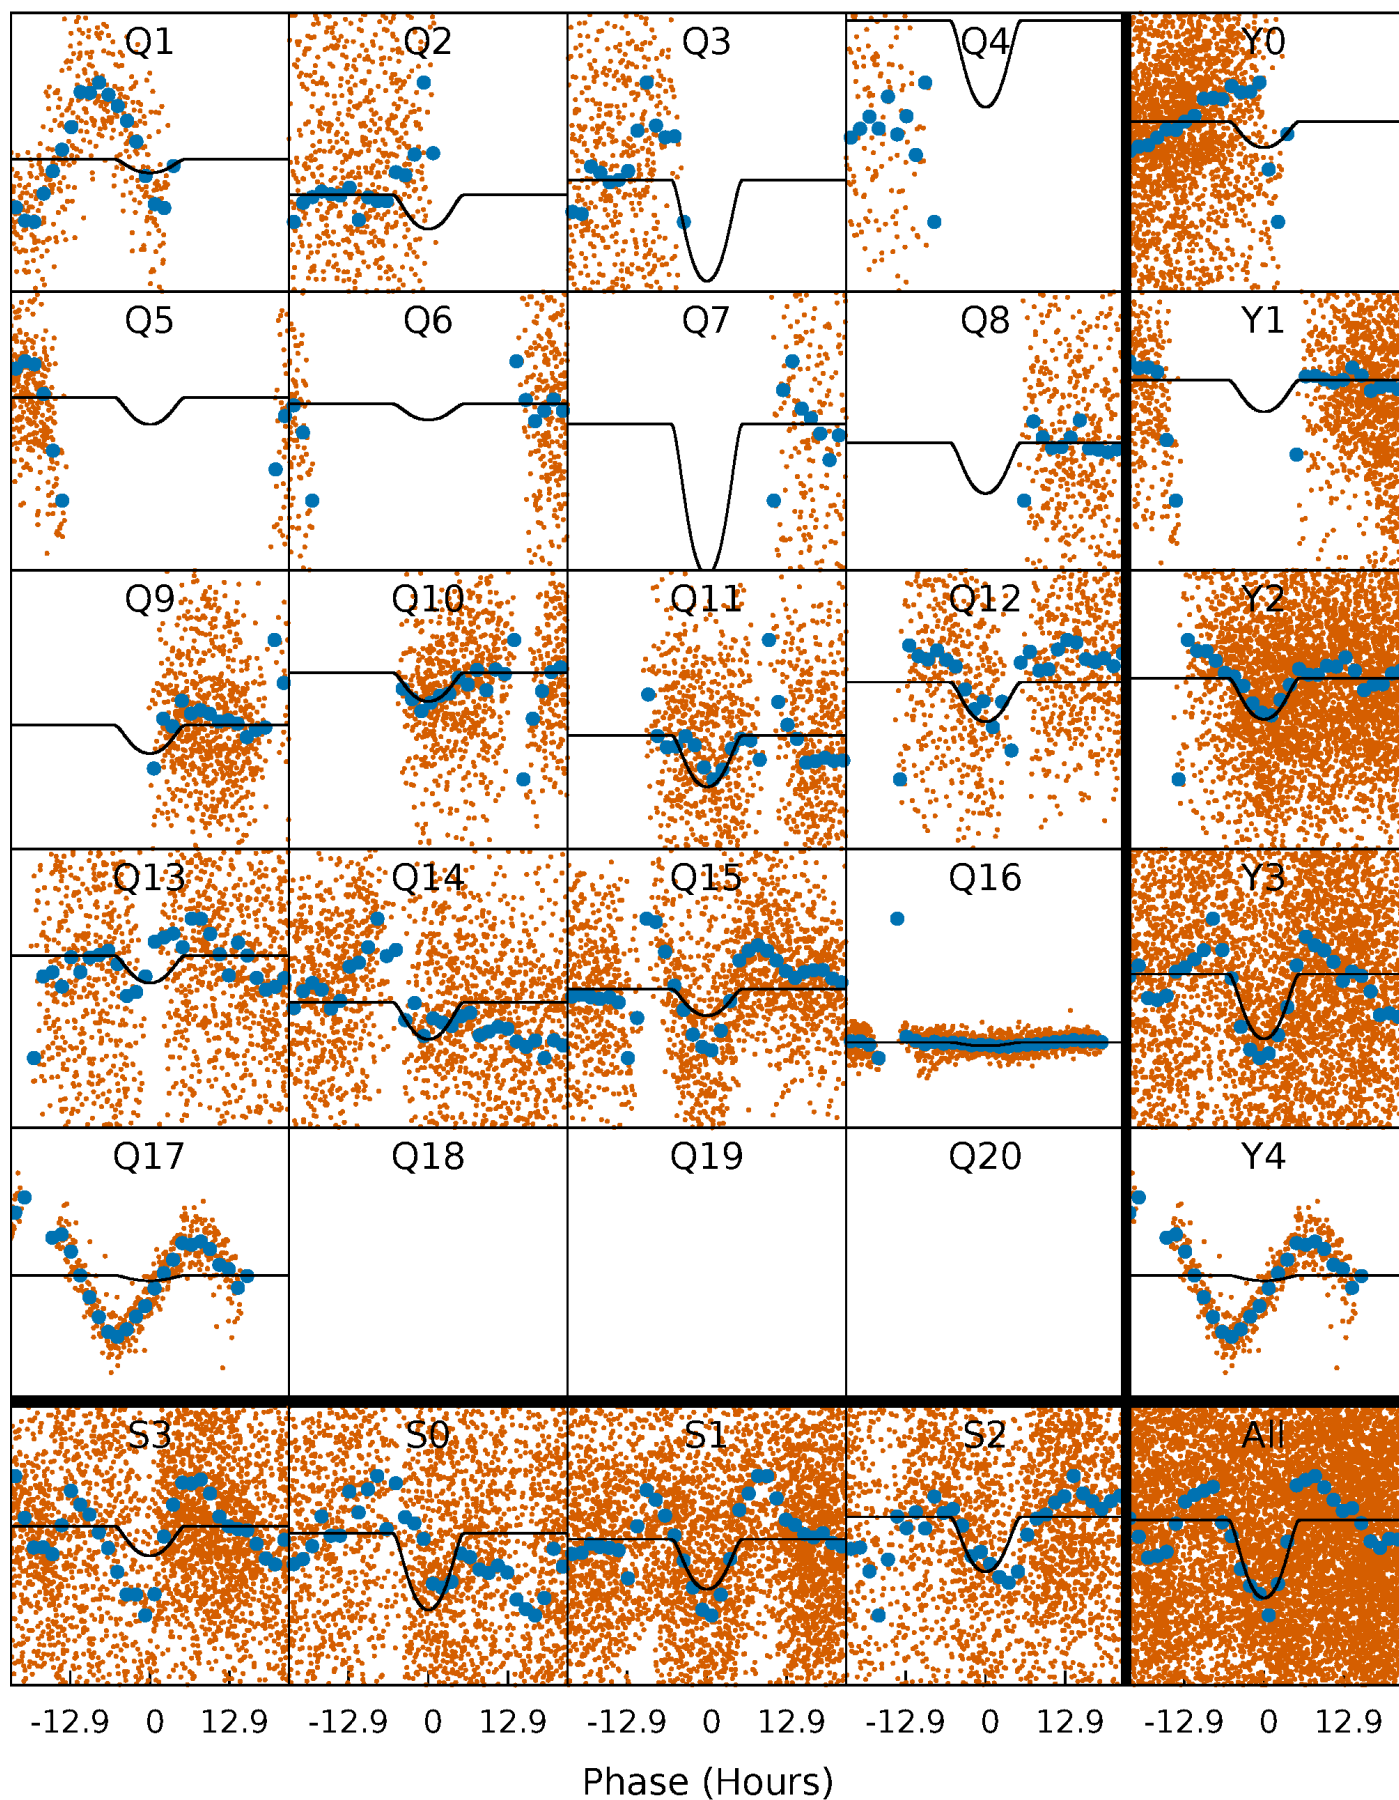 Q1 Q2 Q3 Q4 Y0
Q5 Q6 Q7 Q8 Y1
Q9 Q10 Q11 Q12 Y2
Q13 Q14 Q15 Q16 Y3
Q17 Q18 Q19 Q20 Y4
S3 S0 S1 S2 All
-12.9 0 12.9 -12.9 0 12.9 -12.9 0 12.9 -12.9 0 12.9 -12.9 0 12.9
Phase (Hours)